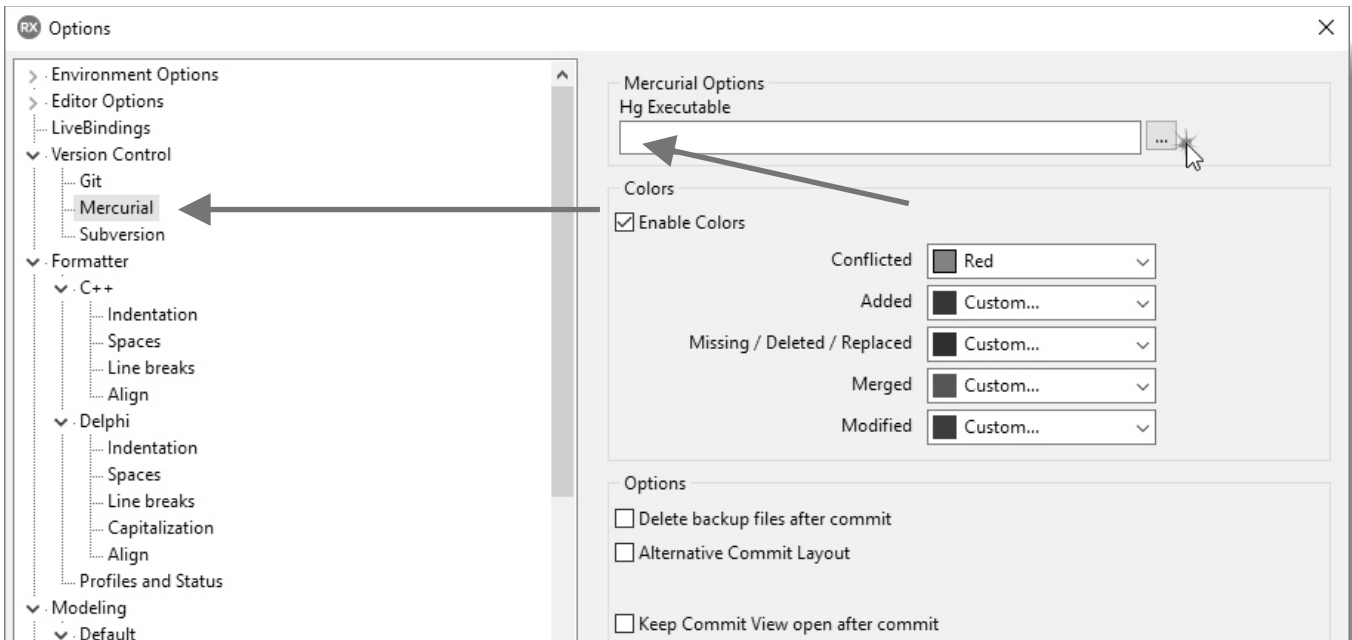 RX Options
Environment Options
Editor Options
LiveBindings
Version Control
Git
Mercurial
Subversion
Formatter
C++
Indentation
Spaces
Line breaks
Align
Delphi
Indentation
Spaces
Line breaks
Capitalization
Align
Profiles and Status
Modeling
Default
Mercurial Options
Hg Executable
...
Colors
Enable Colors
Conflicted Red
Added Custom...
Missing / Deleted / Replaced Custom...
Merged Custom...
Modified Custom...
Options
Delete backup files after commit
Alternative Commit Layout
Keep Commit View open after commit